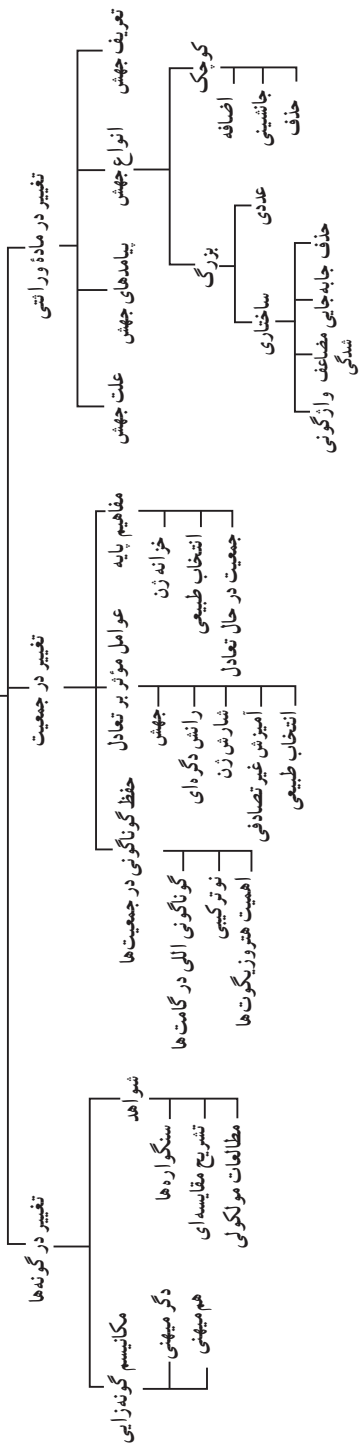 تغییر در مادهٔ وراثتی
تعریف جهش
انواع جهش
کوچک
اضافه
جانشینی
حذف
بزرگ
عددی
ساختاری
حذف
جابه‌جایی
مضاعف
شدگی
واژگونی
پیامدهای جهش
علت جهش
تغییر در جمعیت
مفاهیم پایه
خزانه ژن
انتخاب طبیعی
جمعیت در حال تعادل
عوامل مؤثر بر تعادل
جهش
رانش دگره‌ای
شارش ژن
آمیزش غیر تصادفی
انتخاب طبیعی
حفظ گوناگونی در جمعیت‌ها
گوناگونی اللی در گامت‌ها
نوترکیبی
اهمیت هتروزیگوت‌ها
تغییر در گونه‌ها
شواهد
سنگواره‌ها
تشریح مقایسه‌ای
مطالعات مولکولی
مکانیسم گونه‌زایی
دگر میهنی
هم‌میهنی